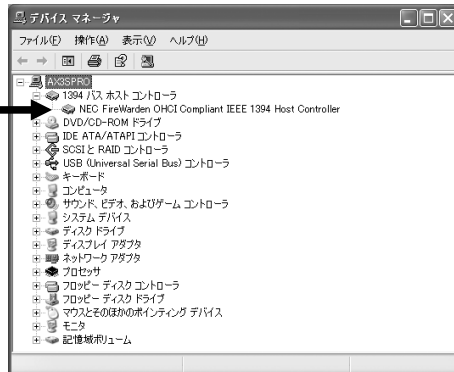 デバイス マネージャ
ファイル(F) 操作(A) 表示(V) ヘルプ(H)
AX3SPRO
1394 バス ホスト コントローラ
NEC FireWarden OHCI Compliant IEEE 1394 Host Controller
DVD/CD-ROM ドライブ
IDE ATA/ATAPI コントローラ
SCSI と RAID コントローラ
USB (Universal Serial Bus) コントローラ
キーボード
コンピュータ
サウンド、ビデオ、およびゲーム コントローラ
システム デバイス
ディスク ドライブ
ディスプレイ アダプタ
ネットワーク アダプタ
プロセッサ
フロッピー ディスク コントローラ
フロッピー ディスク ドライブ
マウスとそのほかのポインティング デバイス
モニタ
記憶域ボリューム